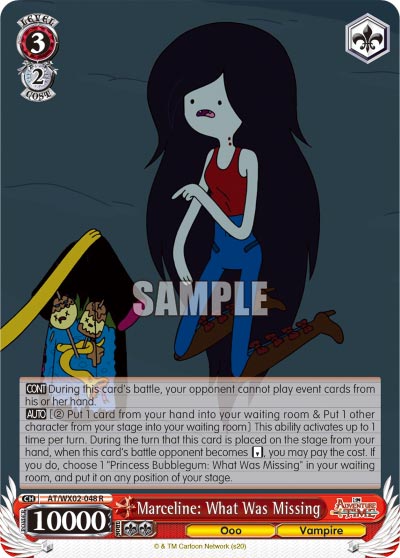 LEVEL
3
2
COST
SAMPLE
CONT During this card's battle, your opponent cannot play event cards from
his or her hand.
AUTO [② Put 1 card from your hand into your waiting room & Put 1 other
character from your stage into your waiting room] This ability activates up to 1
time per turn. During the turn that this card is placed on the stage from your
hand, when this card's battle opponent becomes , you may pay the cost. If
you do, choose 1 "Princess Bubblegum: What Was Missing" in your waiting
room, and put it on any position of your stage.
CH AT/WX02-048 R
Marceline: What Was Missing
ADVENTURE TIME
POWER
10000
SOUL
Ooo
Vampire
© & TM Cartoon Network (s20)